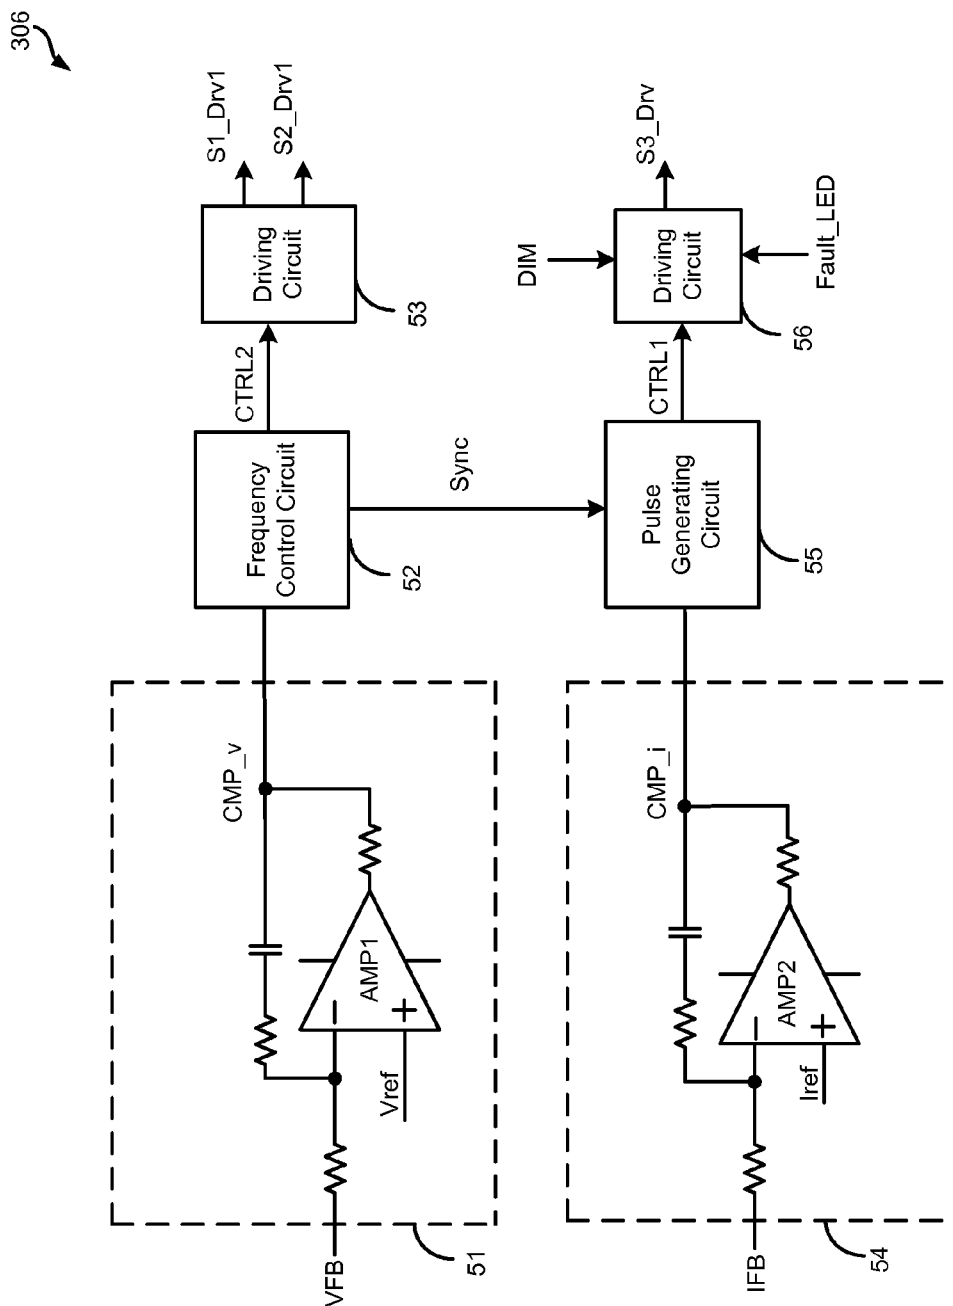 306
S1_Drv1
S2_Drv1
Driving
Circuit
53
CTRL2
Frequency
Control Circuit
52
Sync
CMP_v
AMP1
Vref
VFB
51
S3_Drv
DIM
Driving
Circuit
Fault_LED
56
CTRL1
Pulse
Generating
Circuit
55
CMP_i
AMP2
Iref
IFB
54